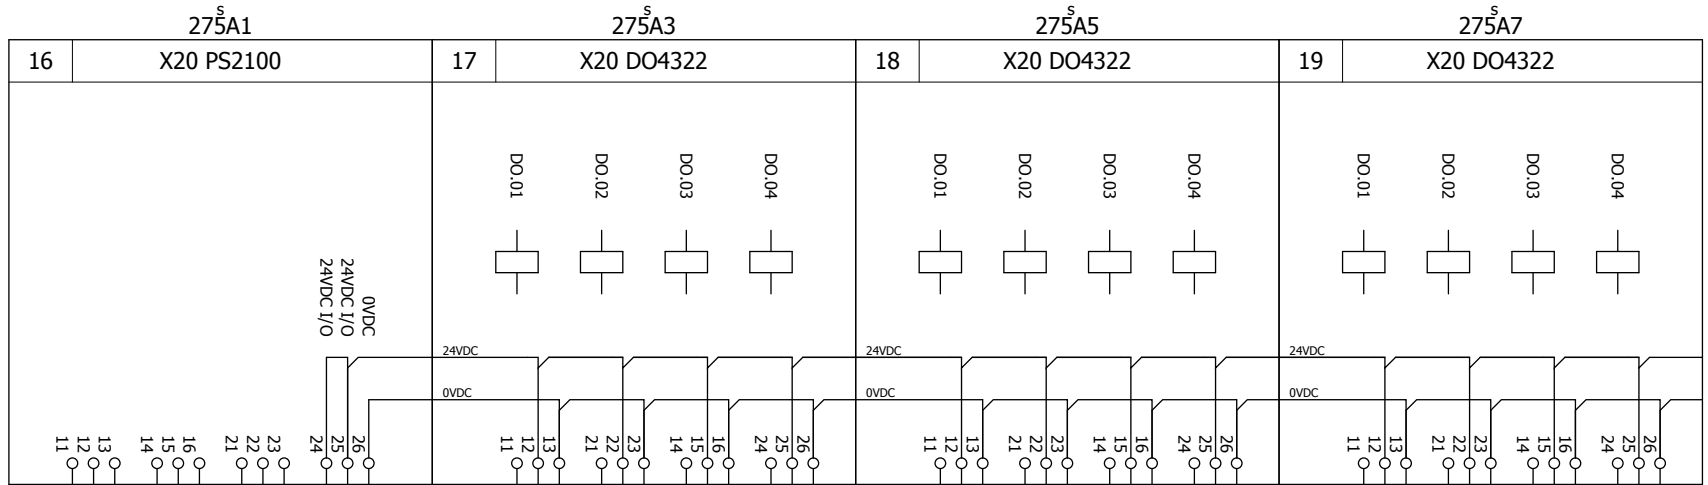 S S S S
275A1 275A3 275A5 275A7
16 X20 PS2100 17 X20 DO4322 18 X20 DO4322 19 X20 DO4322
DO.01 DO.02 DO.03 DO.04 DO.01 DO.02 DO.03 DO.04 DO.01 DO.02 DO.03 DO.04
24VDC I/O
24VDC I/O
0VDC
24VDC 24VDC 24VDC
0VDC 0VDC 0VDC
11 12 13 14 15 16 21 22 23 24 25 26 11 12 13 21 22 23 14 15 16 24 25 26 11 12 13 21 22 23 14 15 16 24 25 26 11 12 13 21 22 23 14 15 16 24 25 26